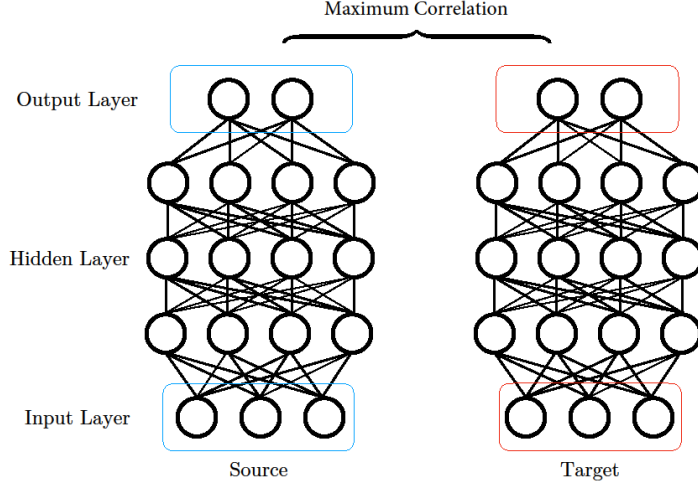 Maximum Correlation
Output Layer
Hidden Layer
Input Layer
Source
Target